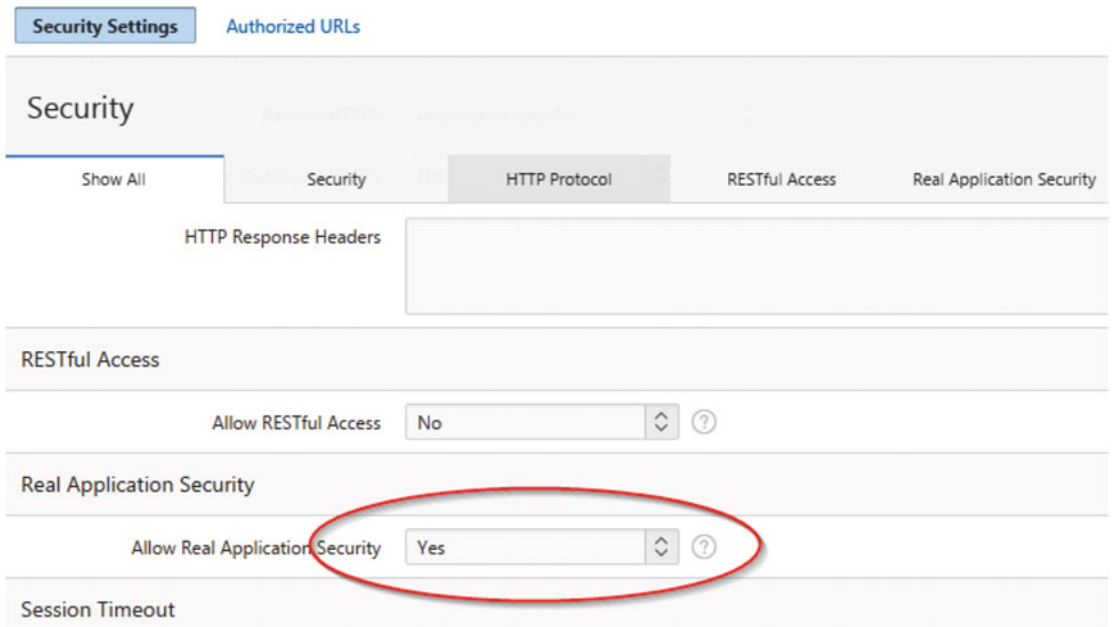 Security Settings Authorized URLs
Security
Show All Security HTTP Protocol RESTful Access Real Application Security
HTTP Response Headers
RESTful Access
Allow RESTful Access No ?
Real Application Security
Allow Real Application Security Yes ?
Session Timeout